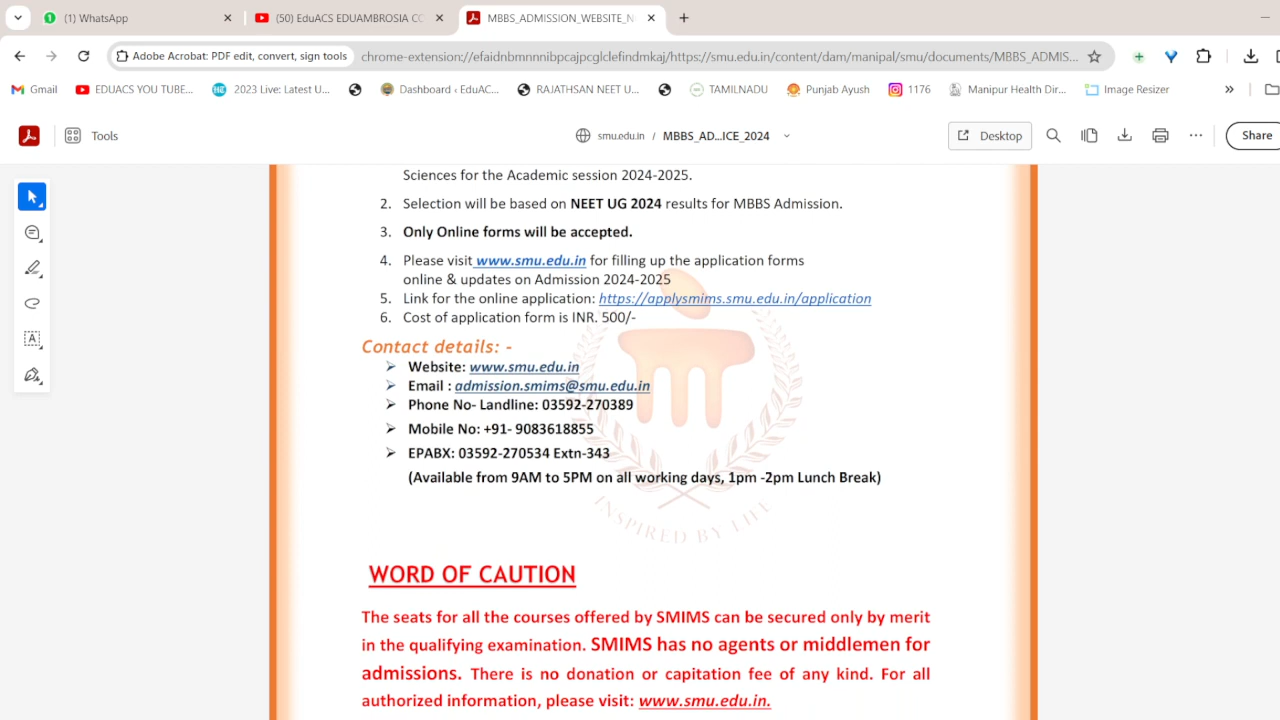 (1) WhatsApp
(50) EduACS EDUAMBROSIA CC
MBBS_ADMISSION_WEBSITE_N
Adobe Acrobat: PDF edit, convert, sign tools
chrome-extension://efaidnbmnnnibpcajpcglclefindmkaj/https://smu.edu.in/content/dam/manipal/smu/documents/MBBS_ADMIS...
Gmail
EDUACS YOU TUBE...
2023 Live: Latest U...
Dashboard ‹ EduAC...
RAJATHSAN NEET U...
TAMILNADU
Punjab Ayush
1176
Manipur Health Dir...
Image Resizer
»
Tools
smu.edu.in / MBBS_AD...ICE_2024
Desktop
Share
Sciences for the Academic session 2024-2025.
2. Selection will be based on NEET UG 2024 results for MBBS Admission.
3. Only Online forms will be accepted.
4. Please visit www.smu.edu.in for filling up the application forms
online & updates on Admission 2024-2025
5. Link for the online application: https://applysmims.smu.edu.in/application
6. Cost of application form is INR. 500/-
Contact details: -
Website: www.smu.edu.in
Email : admission.smims@smu.edu.in
Phone No- Landline: 03592-270389
Mobile No: +91- 9083618855
EPABX: 03592-270534 Extn-343
(Available from 9AM to 5PM on all working days, 1pm -2pm Lunch Break)
INSPIRED BY LIFE
WORD OF CAUTION
The seats for all the courses offered by SMIMS can be secured only by merit
in the qualifying examination. SMIMS has no agents or middlemen for
admissions. There is no donation or capitation fee of any kind. For all
authorized information, please visit: www.smu.edu.in.